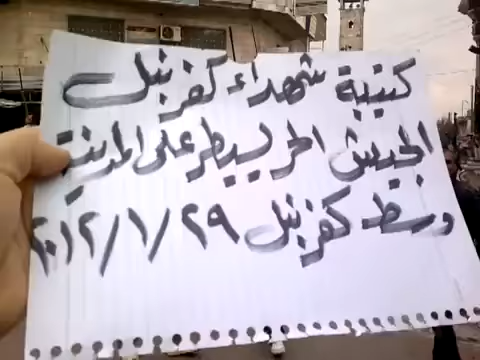 كتيبة شهداء كفرنبل
الجيش الحر يسيطر على المدينة
وسط كفرنبل ٢٠١٢/١/٢٩